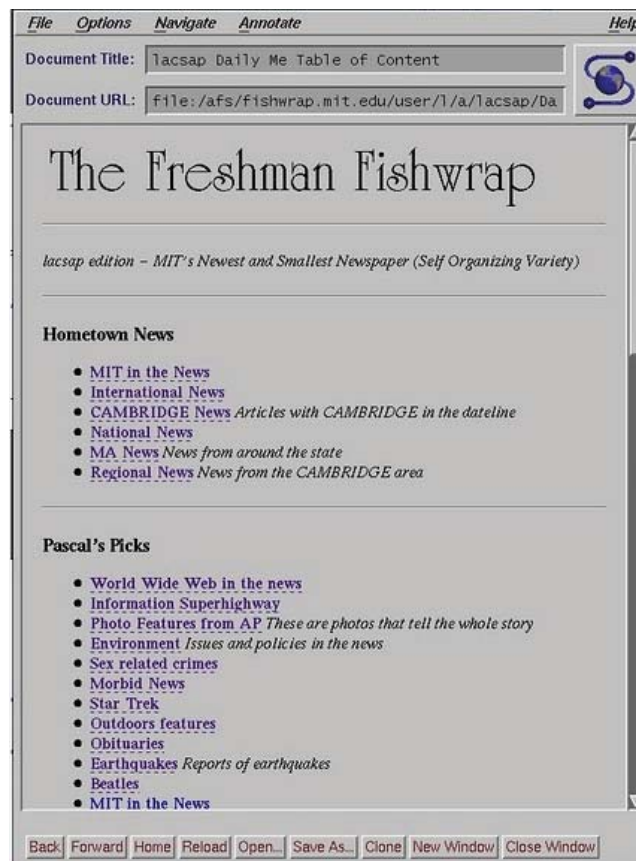 File Options Navigate Annotate Help
Document Title: lacsap Daily Me Table of Content
Document URL: file:/afs/fishwrap.mit.edu/user/l/a/lacsap/Da
The Freshman Fishwrap
lacsap edition – MIT's Newest and Smallest Newspaper (Self Organizing Variety)
Hometown News
MIT in the News
International News
CAMBRIDGE News Articles with CAMBRIDGE in the dateline
National News
MA News News from around the state
Regional News News from the CAMBRIDGE area
Pascal's Picks
World Wide Web in the news
Information Superhighway
Photo Features from AP These are photos that tell the whole story
Environment Issues and policies in the news
Sex related crimes
Morbid News
Star Trek
Outdoors features
Obituaries
Earthquakes Reports of earthquakes
Beatles
MIT in the News
Back Forward Home Reload Open... Save As... Clone New Window Close Window